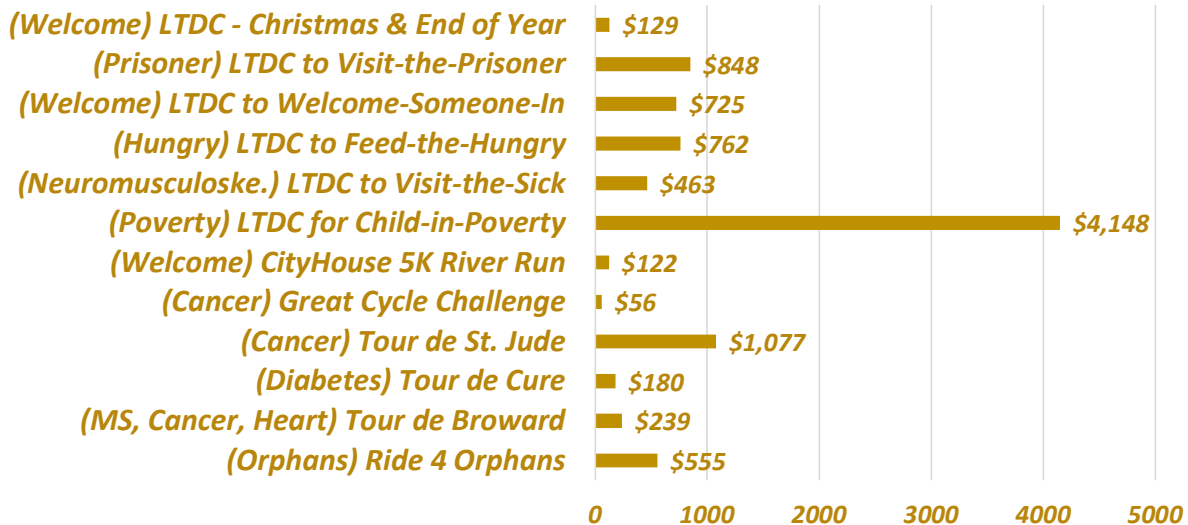 (Welcome) LTDC - Christmas & End of Year $129
(Prisoner) LTDC to Visit-the-Prisoner $848
(Welcome) LTDC to Welcome-Someone-In $725
(Hungry) LTDC to Feed-the-Hungry $762
(Neuromusculoske.) LTDC to Visit-the-Sick $463
(Poverty) LTDC for Child-in-Poverty $4,148
(Welcome) CityHouse 5K River Run $122
(Cancer) Great Cycle Challenge $56
(Cancer) Tour de St. Jude $1,077
(Diabetes) Tour de Cure $180
(MS, Cancer, Heart) Tour de Broward $239
(Orphans) Ride 4 Orphans $555
0 1000 2000 3000 4000 5000